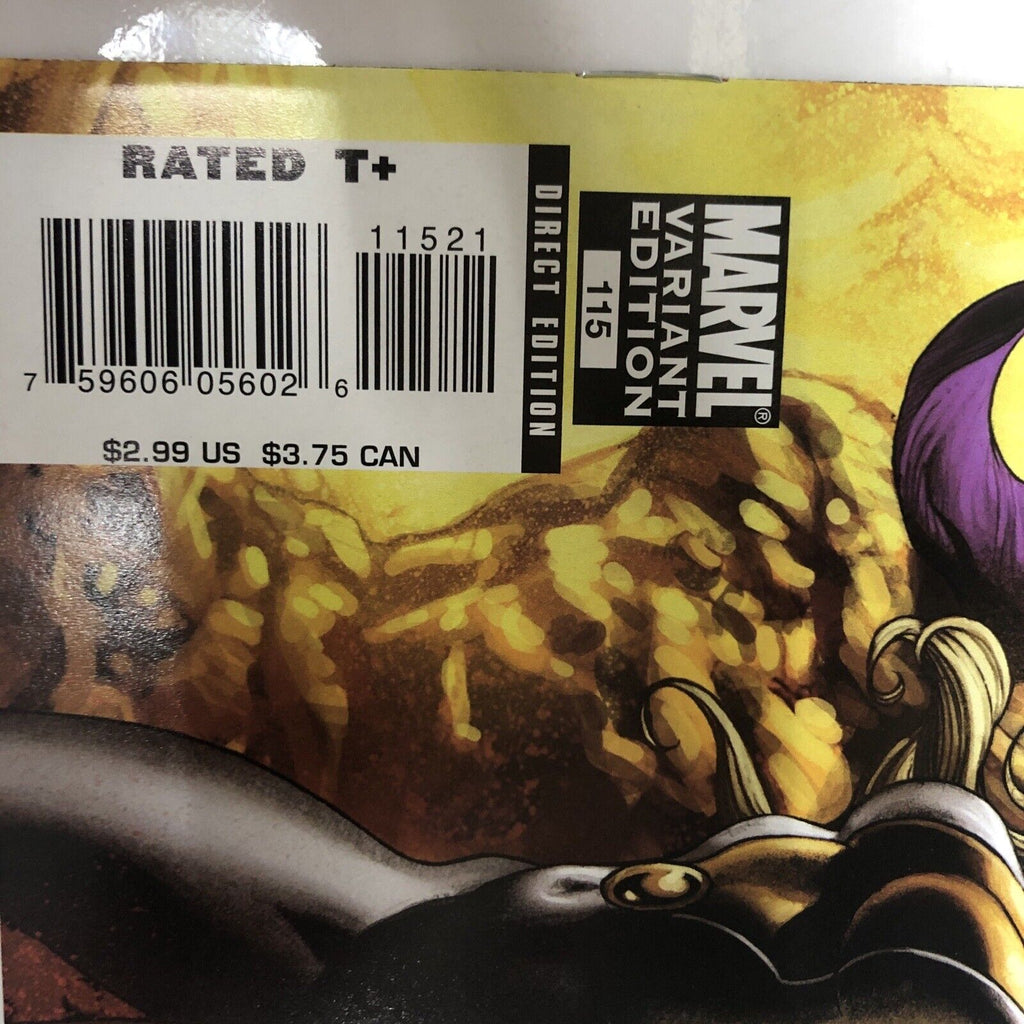 RATED T+
11521
7 59606 05602 6
$2.99 US $3.75 CAN
DIRECT EDITION
MARVEL®
VARIANT
EDITION
115